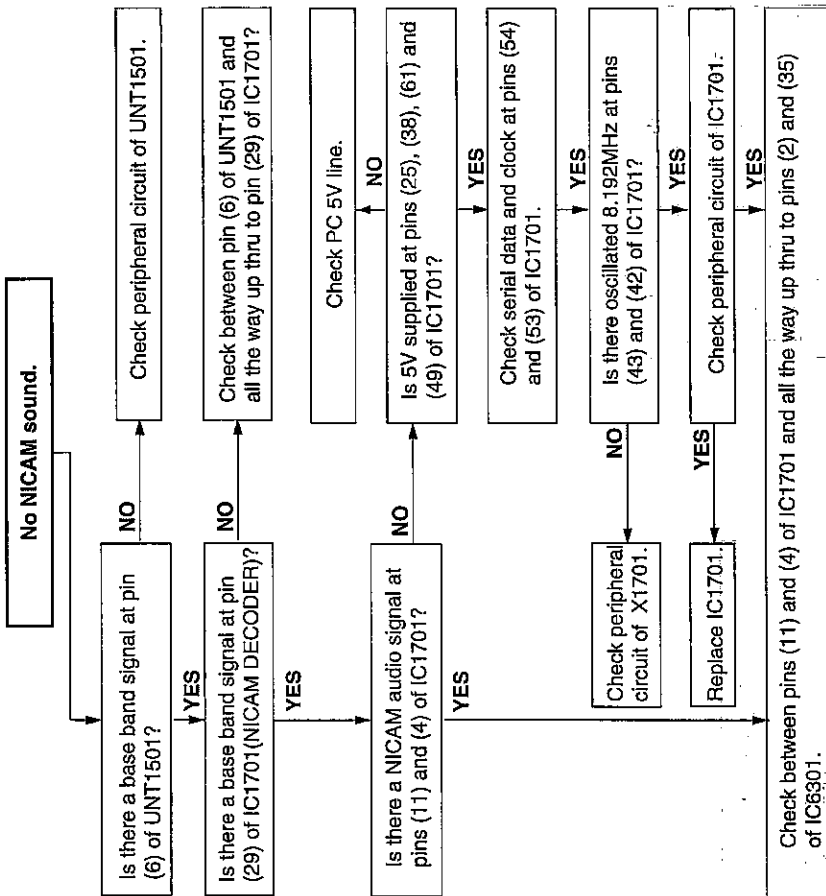 No NICAM sound.
Is there a base band signal at pin
(6) of UNT1501?
NO
Check peripheral circuit of UNT1501.
YES
Is there a base band signal at pin
(29) of IC1701(NICAM DECODER)?
NO
Check between pin (6) of UNT1501 and
all the way up thru to pin (29) of IC1701?
YES
Check PC 5V line.
NO
Is there a NICAM audio signal at
pins (11) and (4) of IC1701?
NO
Is 5V supplied at pins (25), (38), (61) and
(49) of IC1701?
YES
YES
Check serial data and clock at pins (54)
and (53) of IC1701.
YES
Is there oscillated 8.192MHz at pins
(43) and (42) of IC1701?
NO
Check peripheral
circuit of X1701.
YES
Check peripheral circuit of IC1701.
YES
Replace IC1701.
YES
Check between pins (11) and (4) of IC1701 and all the way up thru to pins (2) and (35)
of IC6301.